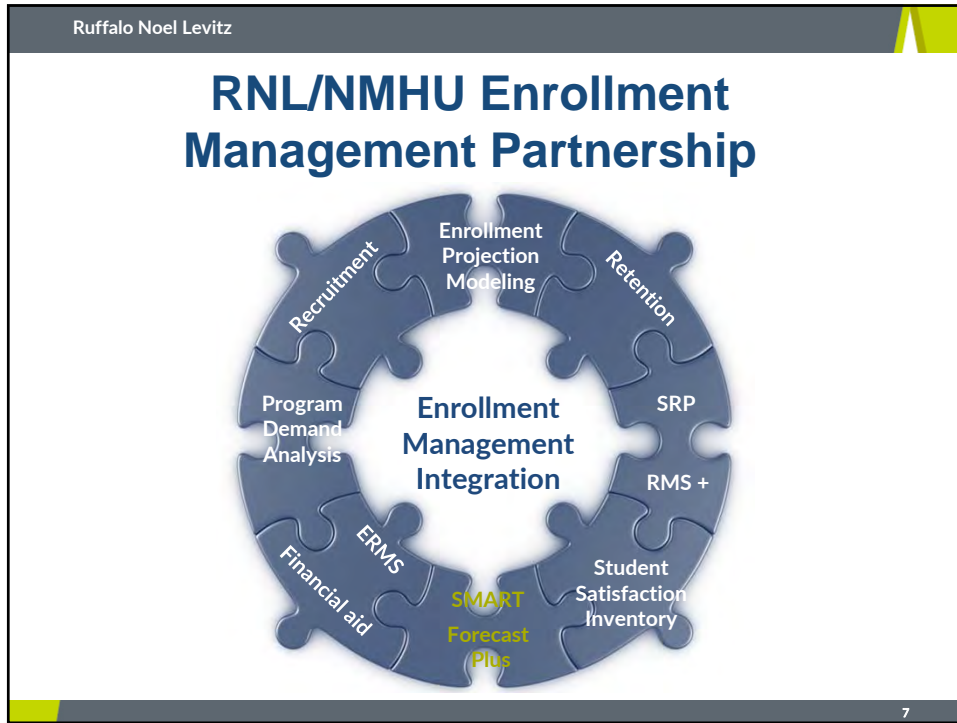 Ruffalo Noel Levitz
RNL/NMHU Enrollment
Management Partnership
Enrollment
Projection
Modeling
Recruitment
Retention
Program
Demand
Analysis
Enrollment
Management
Integration
SRP
RMS +
ERMS
Financial aid
SMART
Forecast
Plus
Student
Satisfaction
Inventory
7